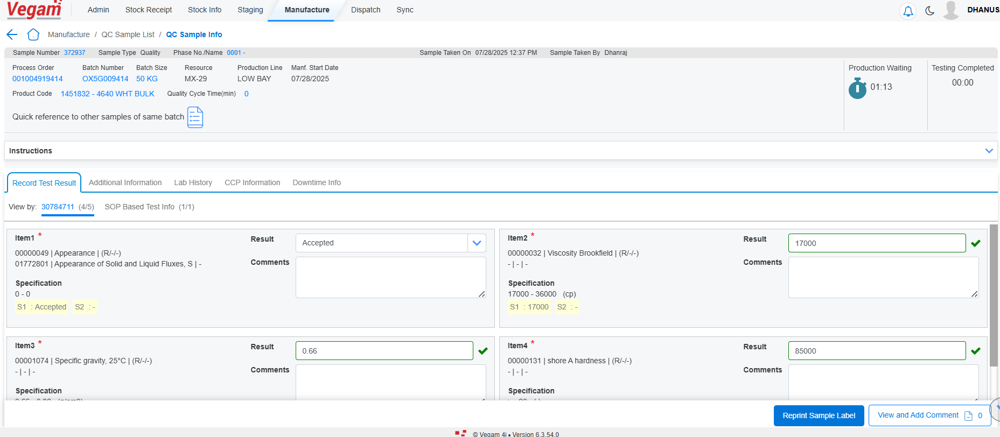 Vegam
Admin Stock Receipt Stock Info Staging Manufacture Dispatch Sync
Manufacture / QC Sample List / QC Sample Info
Sample Number 372937 Sample Type Quality Phase No./Name 0001 - Sample Taken On 07/28/2025 12:37 PM Sample Taken By Dhanraj
Process Order Batch Number Batch Size Resource Production Line Manf. Start Date
001004919414 OX5G009414 50 KG MX-29 LOW BAY 07/28/2025
Product Code 1451832 - 4640 WHT BULK Quality Cycle Time(min) 0
Quick reference to other samples of same batch
Production Waiting
01:13
Testing Completed
00:00
Instructions
Record Test Result Additional Information Lab History CCP Information Downtime Info
View by: 30784711 (4/5) SOP Based Test Info (1/1)
Item1 *
00000049 | Appearance | (R/-/-)
01772801 | Appearance of Solid and Liquid Fluxes, S | -
Specification
0 - 0
S1 : Accepted S2 : -
Result Accepted
Comments
Item2 *
00000032 | Viscosity Brookfield | (R/-/-)
- | - | -
Specification
17000 - 36000 (cp)
S1 : 17000 S2 : -
Result 17000
Comments
Item3 *
00001074 | Specific gravity, 25°C | (R/-/-)
- | - | -
Specification
Result 0.66
Comments
Item4 *
00000131 | shore A hardness | (R/-/-)
- | - | -
Specification
Result 85000
Comments
Reprint Sample Label View and Add Comment 0
© Vegam 4i • Version 6.3.54.0